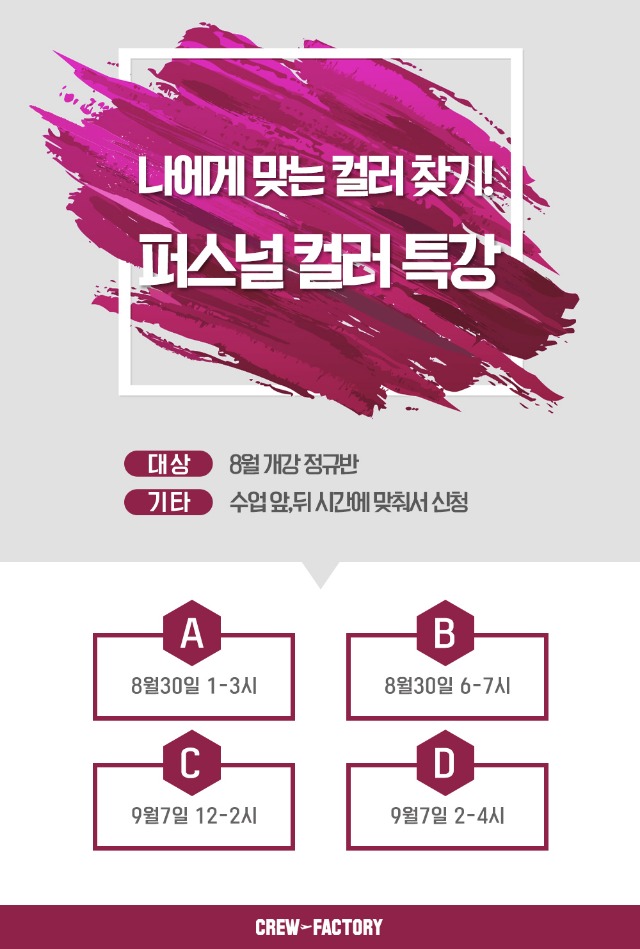 나에게 맞는 컬러 찾기!
퍼스널 컬러 특강
대상 8월 개강 정규반
기타 수업 앞,뒤 시간에 맞춰서 신청
A
8월30일 1-3시
B
8월30일 6-7시
C
9월7일 12-2시
D
9월7일 2-4시
CREW FACTORY